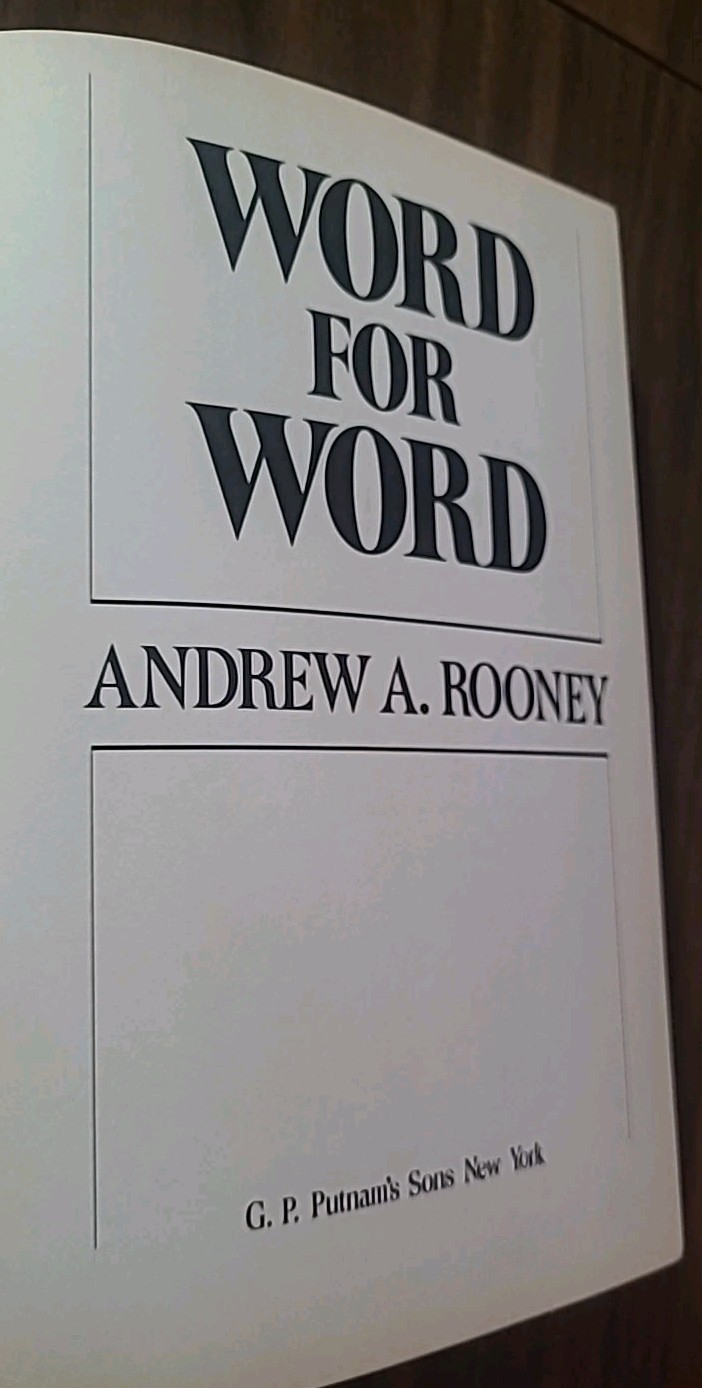 WORD
FOR
WORD
ANDREW A. ROONEY
G. P. Putnam's Sons New York